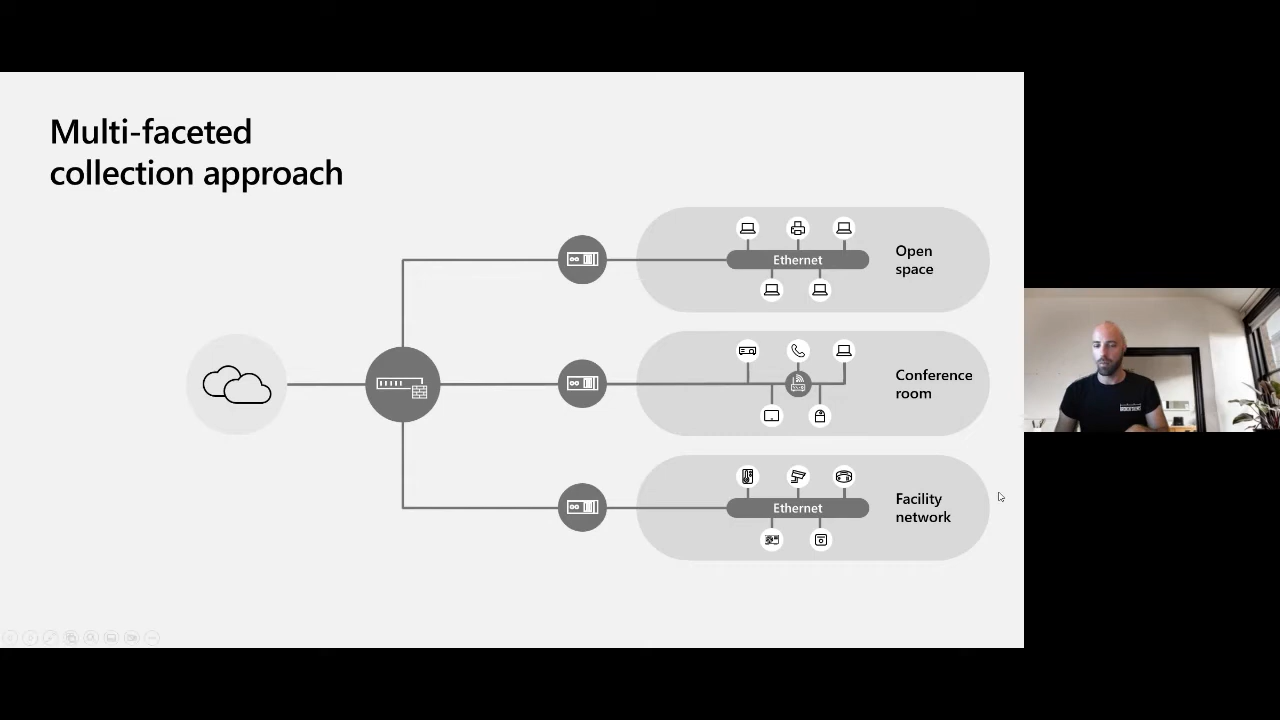 Multi-faceted
collection approach
Ethernet
Open
space
Conference
room
Ethernet
Facility
network